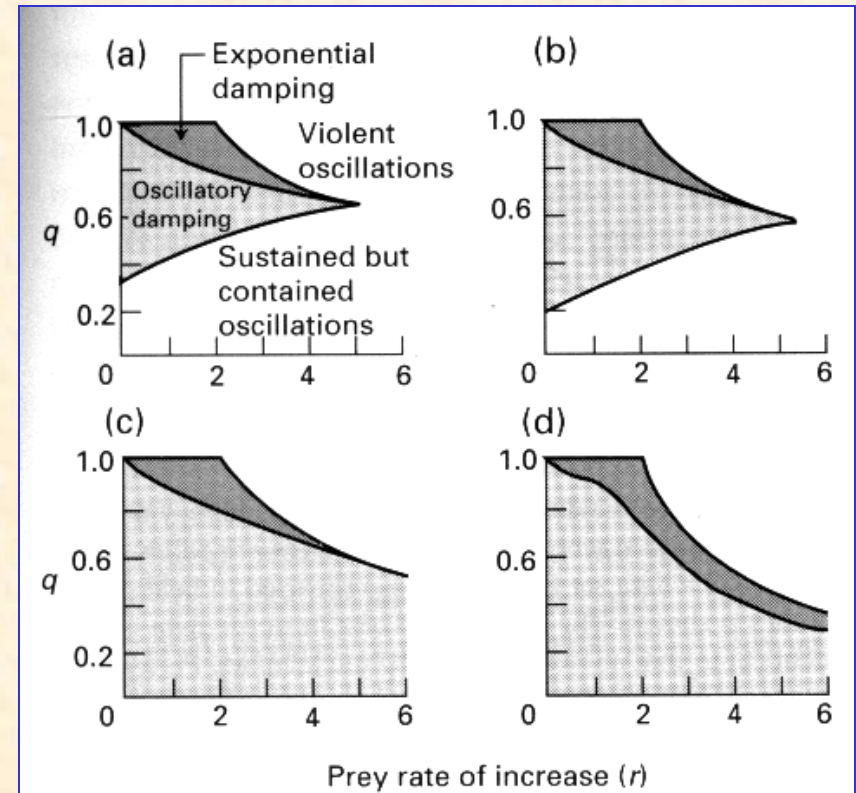 (a)
Exponential
damping
1.0
Violent
oscillations
Oscillatory
damping
0.6
q
Sustained but
contained
oscillations
0.2
0 2 4 6
(b)
1.0
0.6
0 2 4 6
(c)
1.0
0.6
q
0.2
0 2 4 6
(d)
1.0
0.6
0 2 4 6
Prey rate of increase (r)